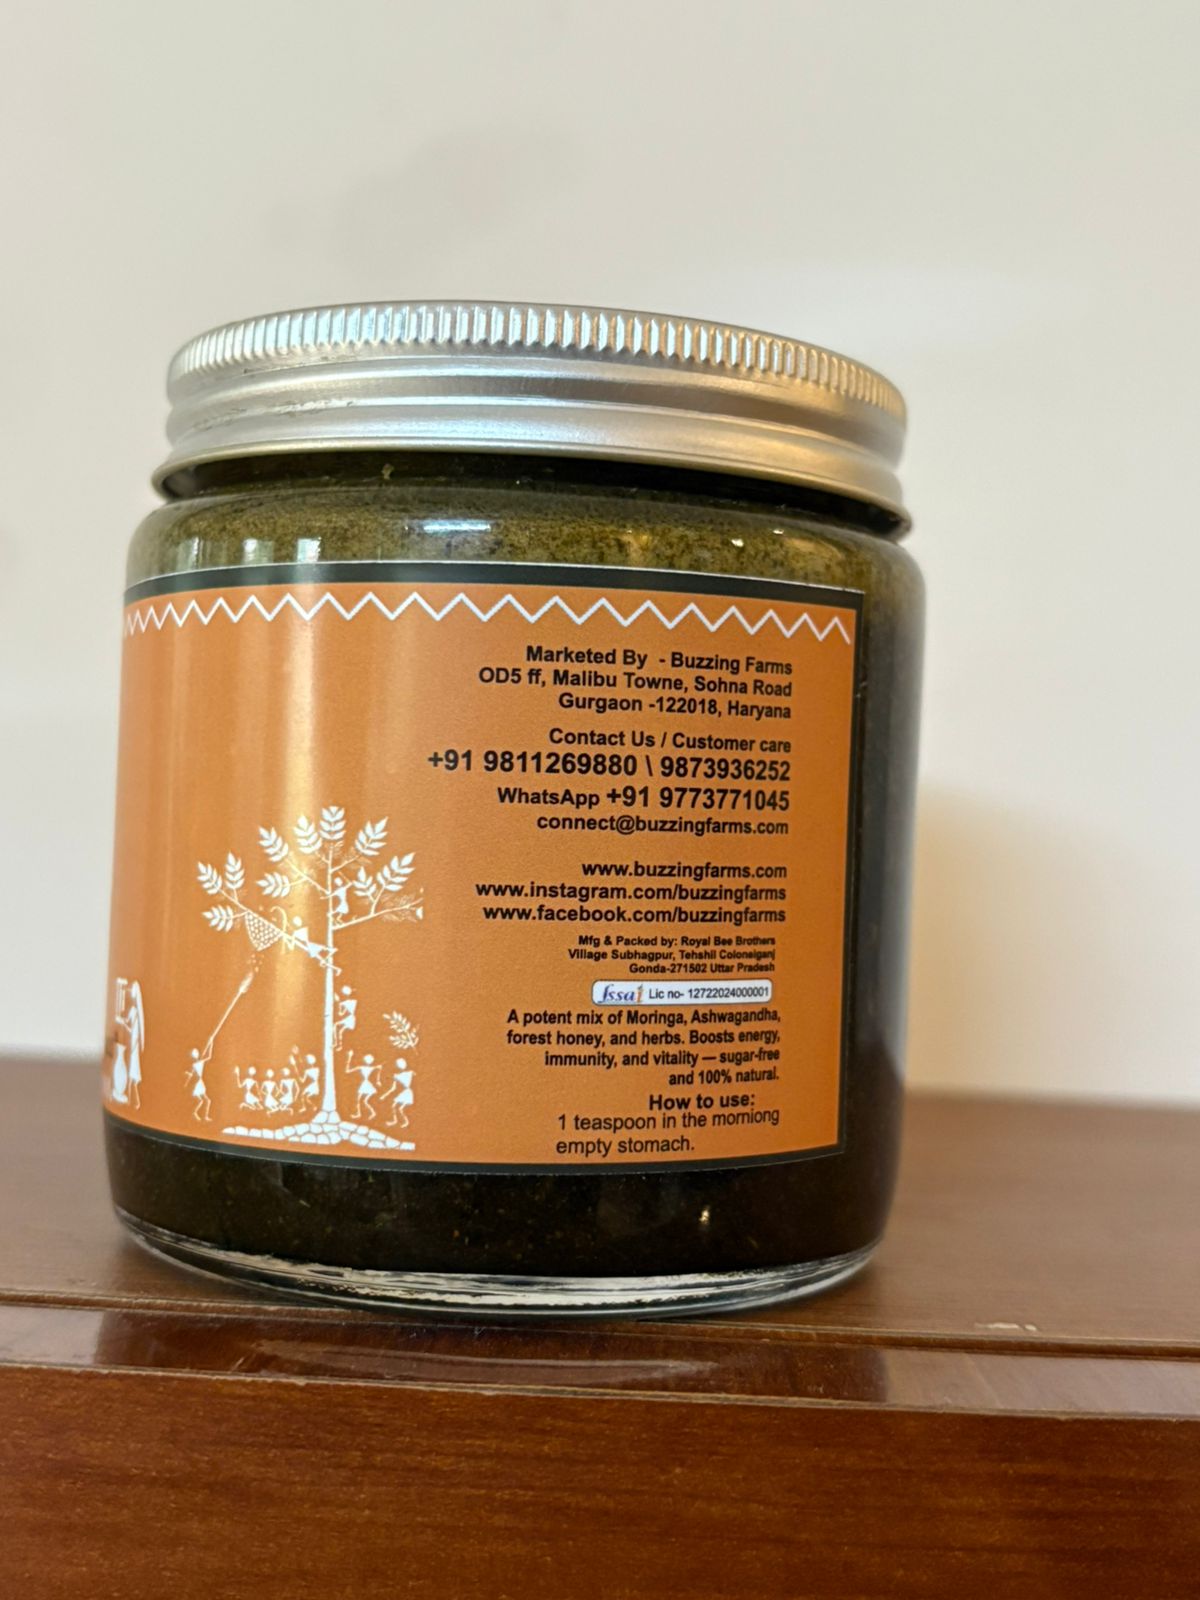 Marketed By - Buzzing Farms
OD5 ff, Malibu Towne, Sohna Road
Gurgaon -122018, Haryana
Contact Us / Customer care
+91 9811269880 \ 9873936252
WhatsApp +91 9773771045
connect@buzzingfarms.com
www.buzzingfarms.com
www.instagram.com/buzzingfarms
www.facebook.com/buzzingfarms
Mfg & Packed by: Royal Bee Brothers
Village Subhagpur, Tehshil Coloneiganj
Gonda-271502 Uttar Pradesh
fssai Lic no- 12722024000001
A potent mix of Moringa, Ashwagandha,
forest honey, and herbs. Boosts energy,
immunity, and vitality — sugar-free
and 100% natural.
How to use:
1 teaspoon in the morniong
empty stomach.